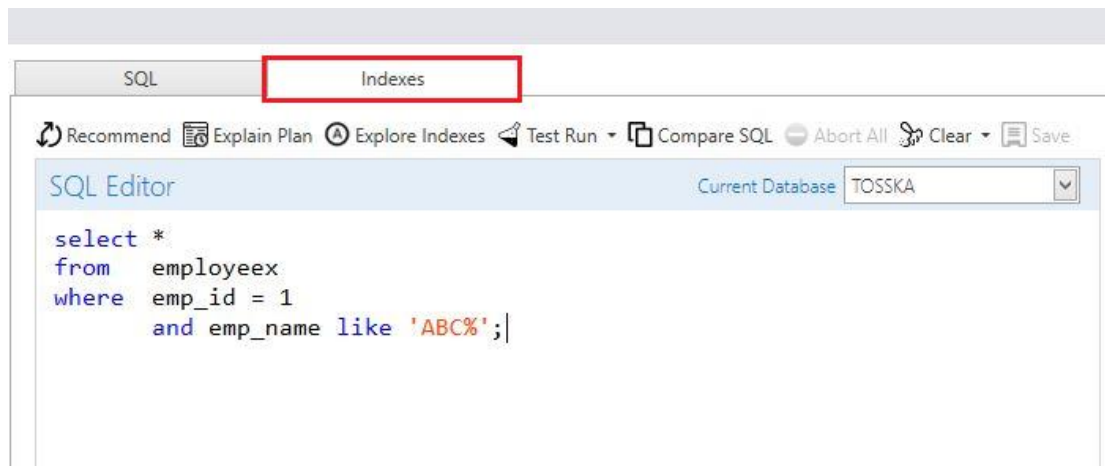 SQL Indexes
Recommend Explain Plan Explore Indexes Test Run Compare SQL Abort All Clear Save
SQL Editor Current Database TOSSKA
select *
from employeex
where emp_id = 1
and emp_name like 'ABC%';